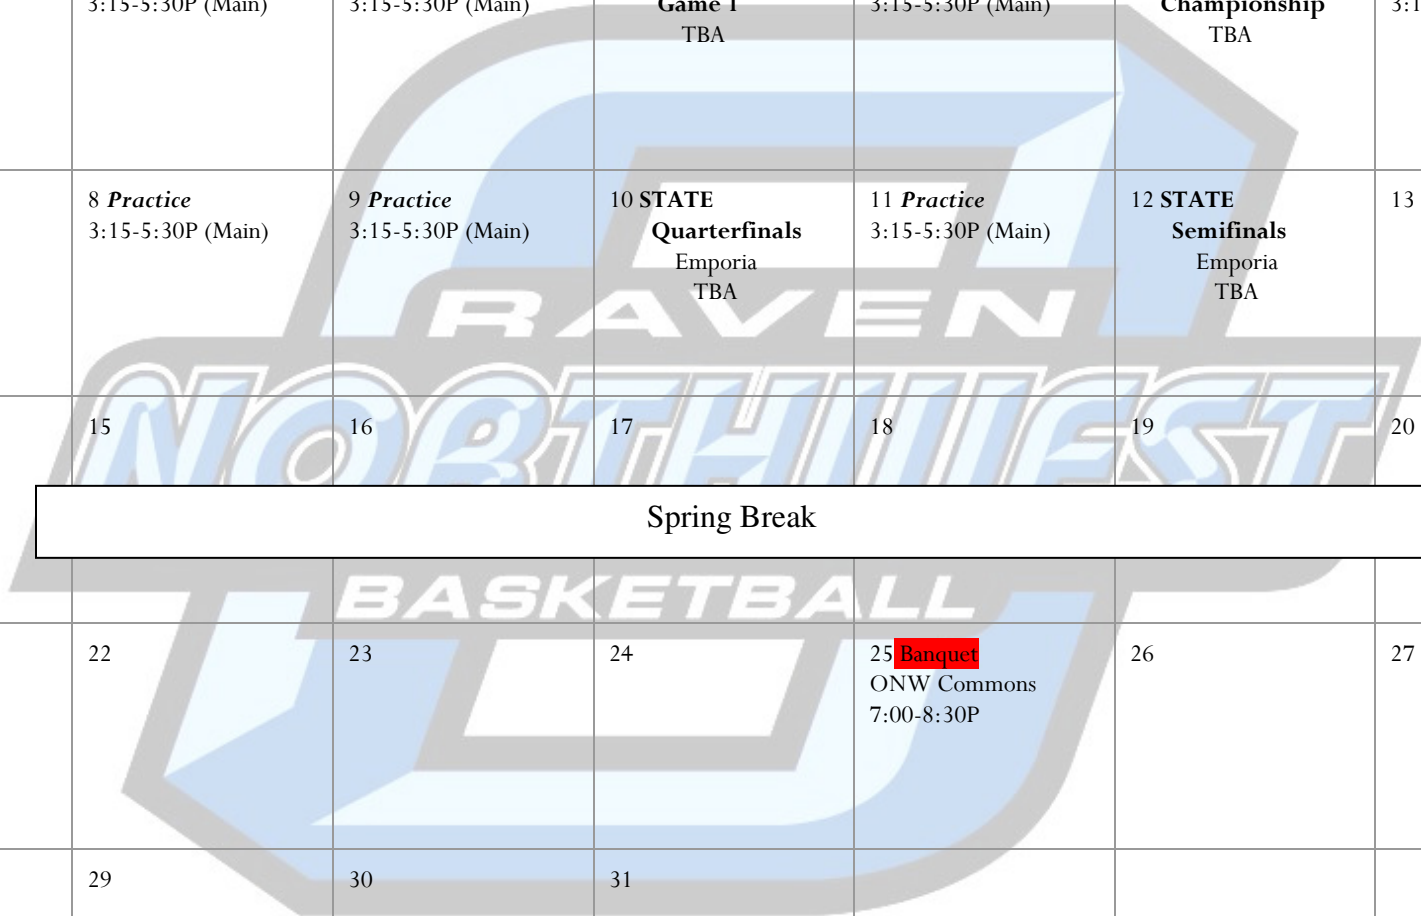 3:15-5:30P (Main)
3:15-5:30P (Main)
Game 1
TBA
3:15-5:30P (Main)
Championship
TBA
8 Practice
3:15-5:30P (Main)
9 Practice
3:15-5:30P (Main)
10 STATE
Quarterfinals
Emporia
TBA
11 Practice
3:15-5:30P (Main)
12 STATE
Semifinals
Emporia
TBA
13
RAVEN
NORTHWEST
15
16
17
18
19
20
Spring Break
BASKETBALL
22
23
24
25 Banquet
ONW Commons
7:00-8:30P
26
27
29
30
31